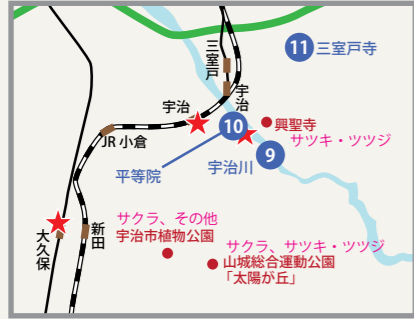 11 三室戸寺
三室戸
宇治
宇治
10
興聖寺
サツキ・ツツジ
JR 小倉
9
平等院
宇治川
サクラ、その他
宇治市植物公園
新田
大久保
サクラ、サツキ・ツツジ
山城総合運動公園
「太陽が丘」